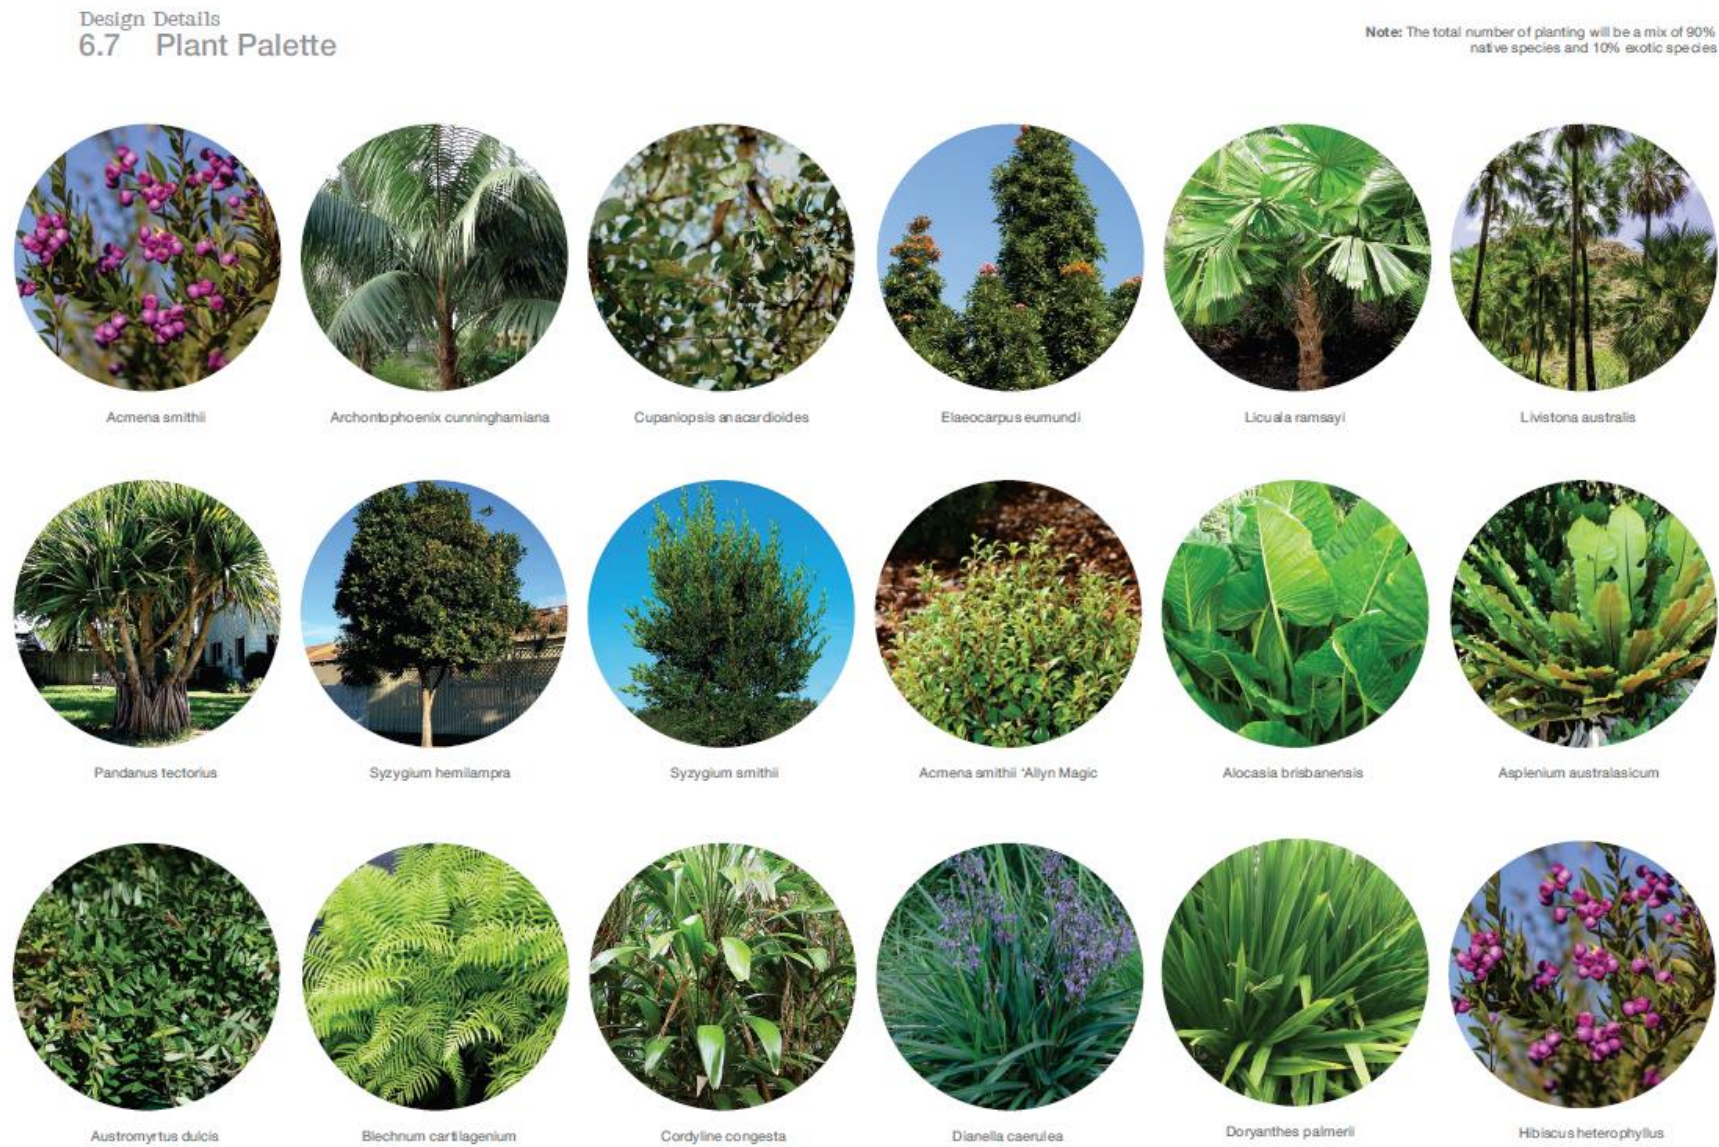 Design Details
6.7 Plant Palette
Note: The total number of planting will be a mix of 90%
native species and 10% exotic species
Acmena smithii
Archontophoenix cunninghamiana
Cupaniopsis anacardioides
Elaeocarpus eumundi
Licuala ramsayi
Livistona australis
Pandanus tectorius
Syzygium hemilampra
Syzygium smithii
Acmena smithii 'Allyn Magic
Alocasia brisbanensis
Asplenium australasicum
Austromyrtus dulcis
Blechnum cartilagenium
Cordyline congesta
Dianella caerulea
Doryanthes palmerii
Hibiscus heterophyllus